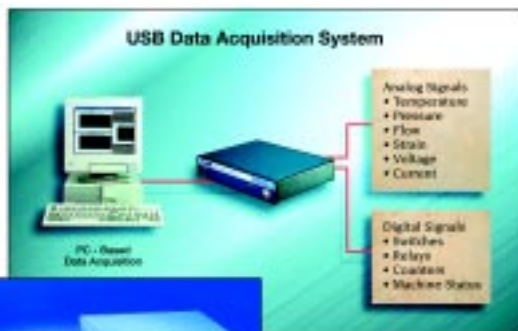 USB Data Acquisition System
Analog Signals
• Temperature
• Pressure
• Flow
• Strain
• Voltage
• Current
PC - Based
Data Acquisition
Digital Signals
• Switches
• Relays
• Counters
• Machine Status